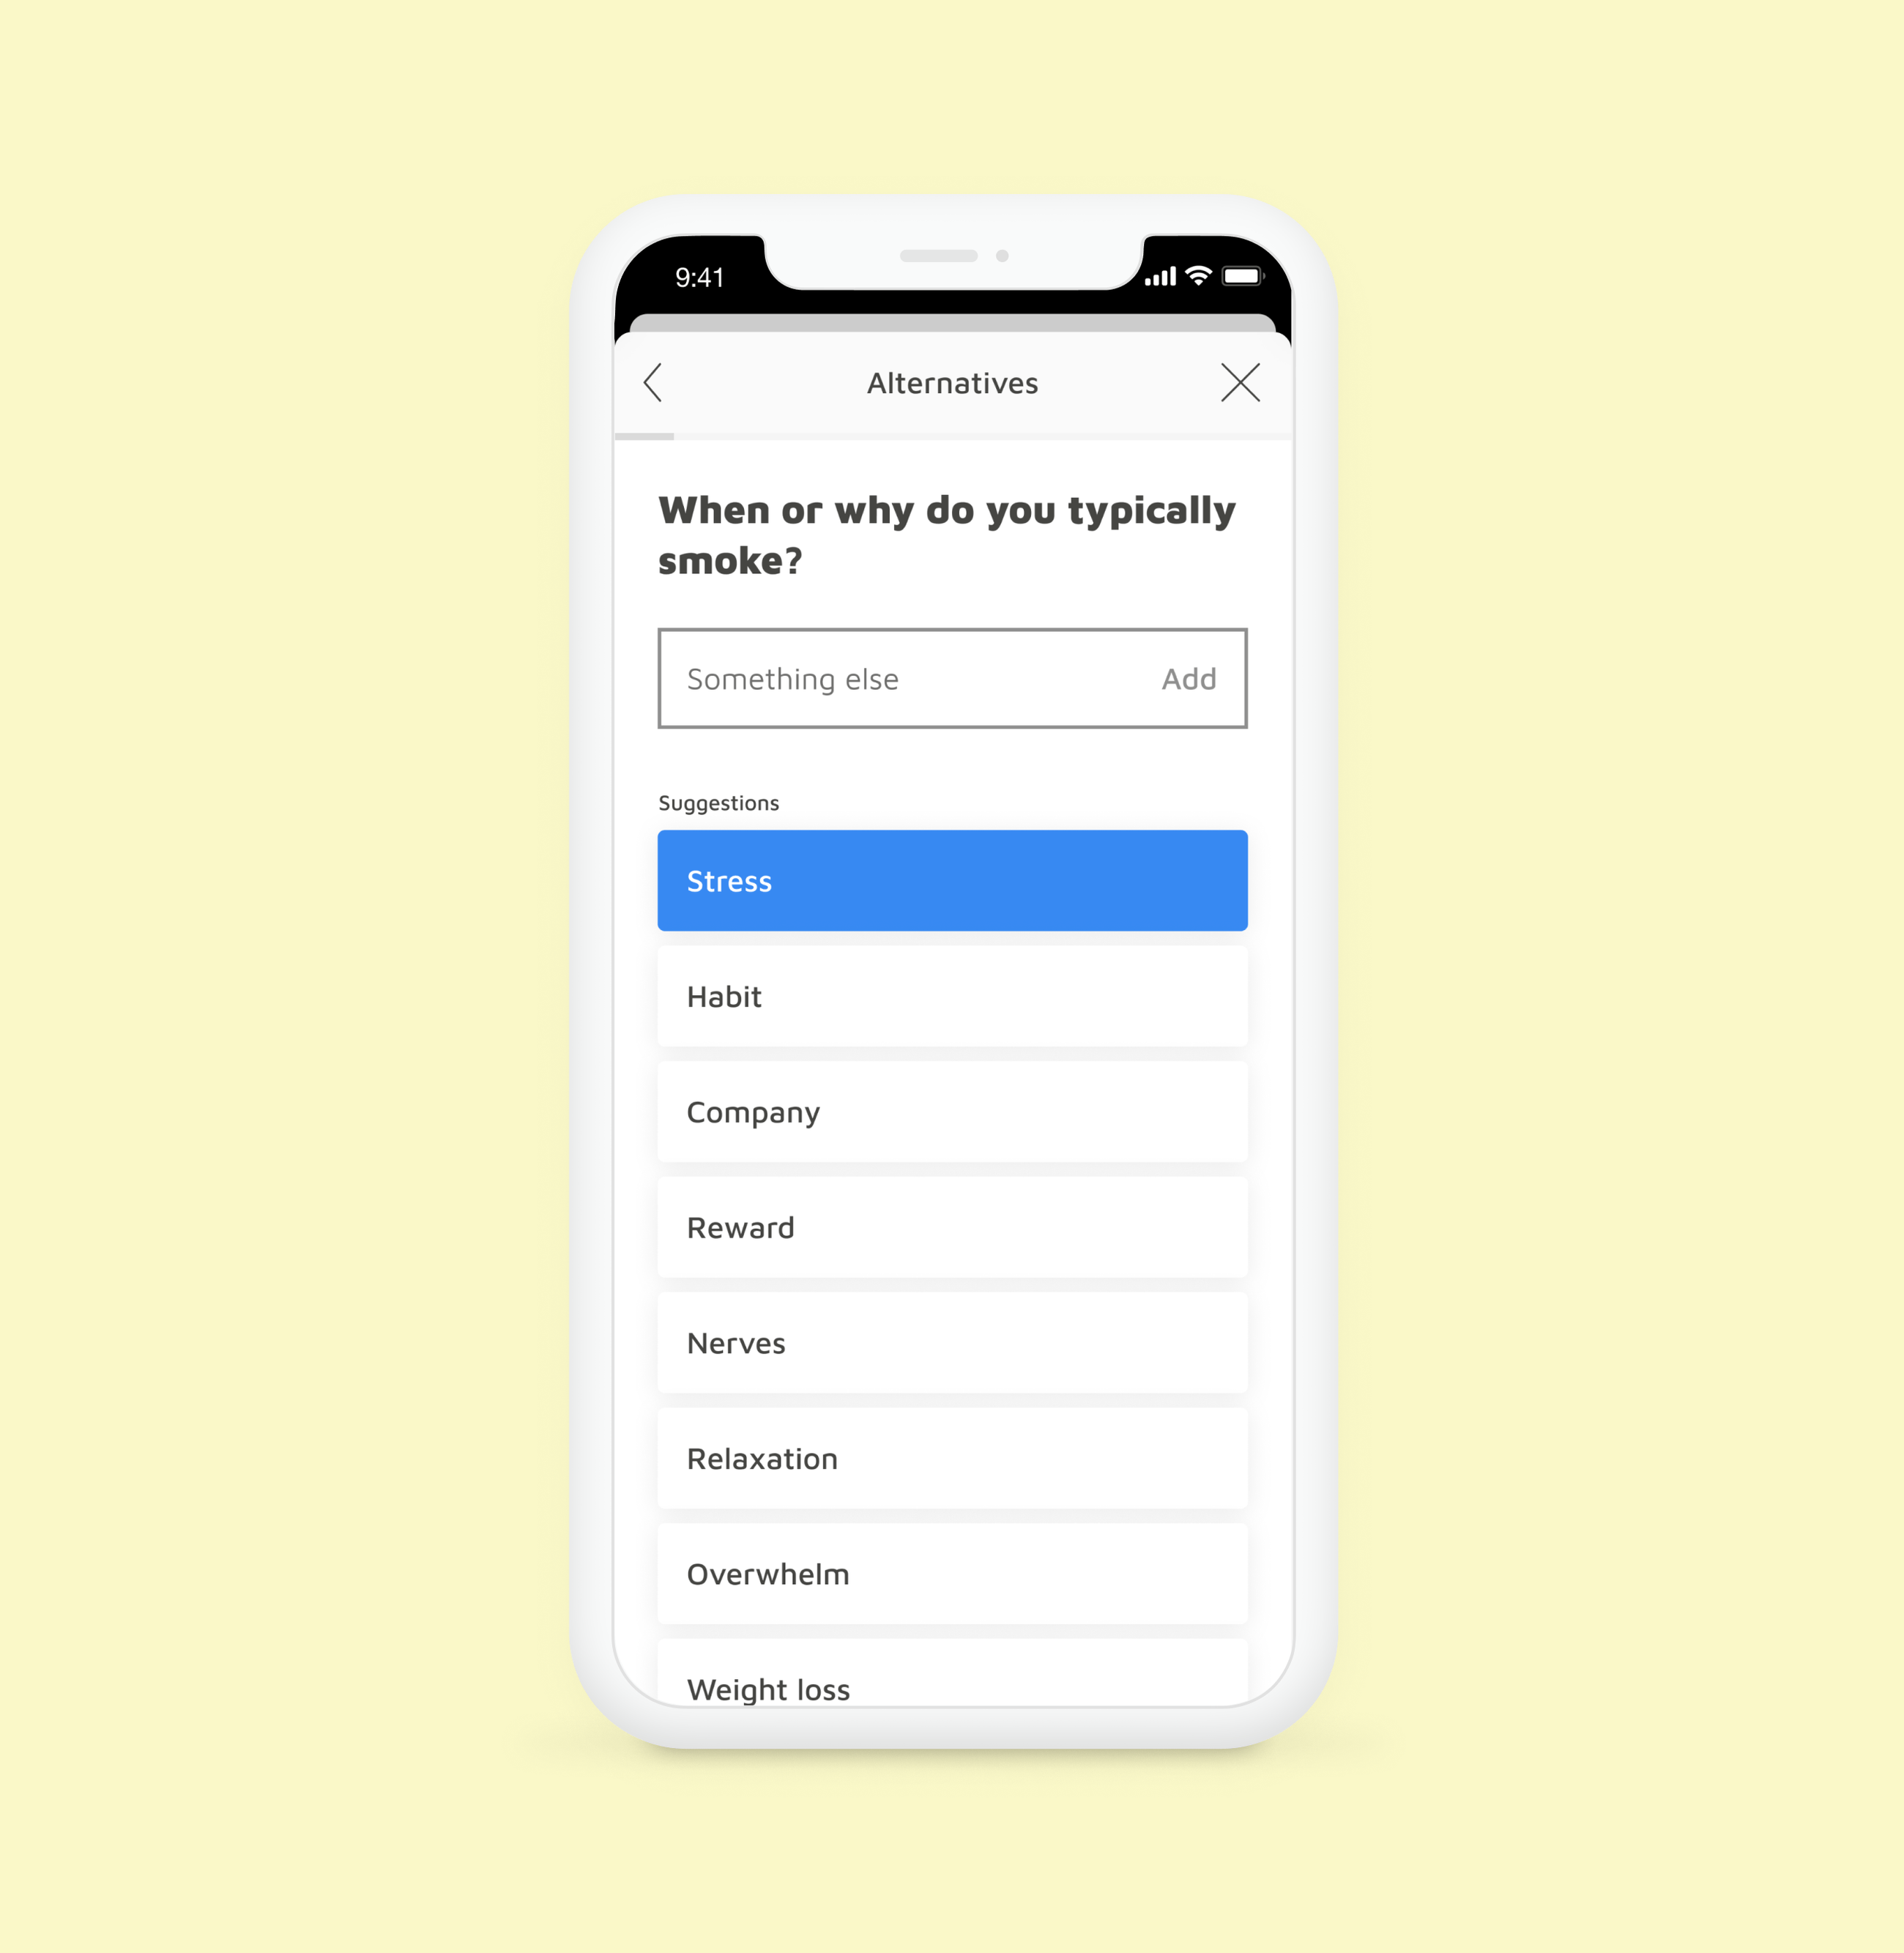 9:41
Alternatives
When or why do you typically
smoke?
Something else Add
Suggestions
Stress
Habit
Company
Reward
Nerves
Relaxation
Overwhelm
Weight loss